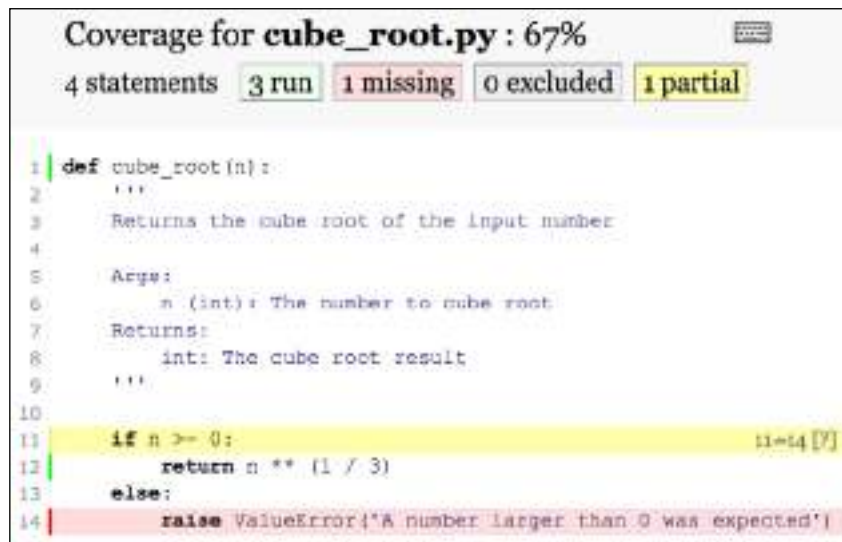 Coverage for cube_root.py : 67%
4 statements 3 run 1 missing 0 excluded 1 partial
1 def cube_root(n):
2 '''
3 Returns the cube root of the input number
4
5 Args:
6 n (int): The number to cube root
7 Returns:
8 int: The cube root result
9 '''
10
11 if n >= 0: 11→14 [?]
12 return n ** (1 / 3)
13 else:
14 raise ValueError('A number larger than 0 was expected')